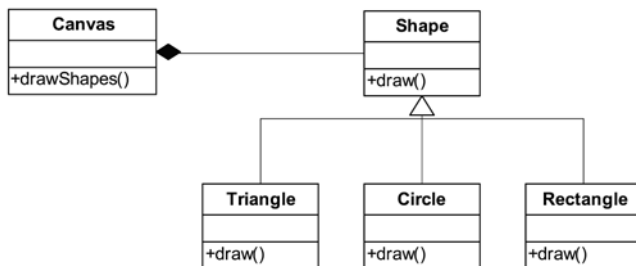 Canvas
+drawShapes()
Shape
+draw()
Triangle
+draw()
Circle
+draw()
Rectangle
+draw()